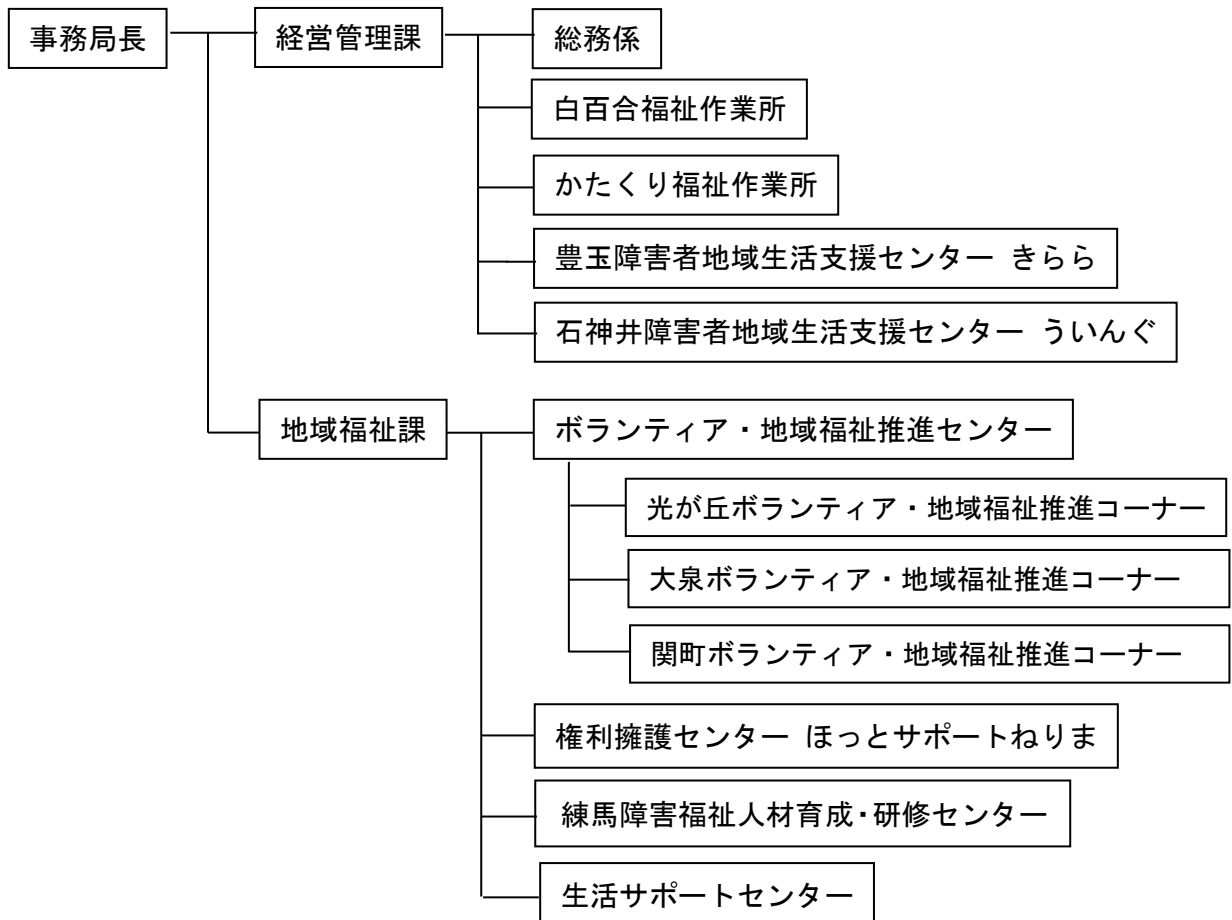 事務局長
経営管理課
総務係
白百合福祉作業所
かたくり福祉作業所
豊玉障害者地域生活支援センター きらら
石神井障害者地域生活支援センター ういんぐ
地域福祉課
ボランティア・地域福祉推進センター
光が丘ボランティア・地域福祉推進コーナー
大泉ボランティア・地域福祉推進コーナー
関町ボランティア・地域福祉推進コーナー
権利擁護センター ほっとサポートねりま
練馬障害福祉人材育成・研修センター
生活サポートセンター